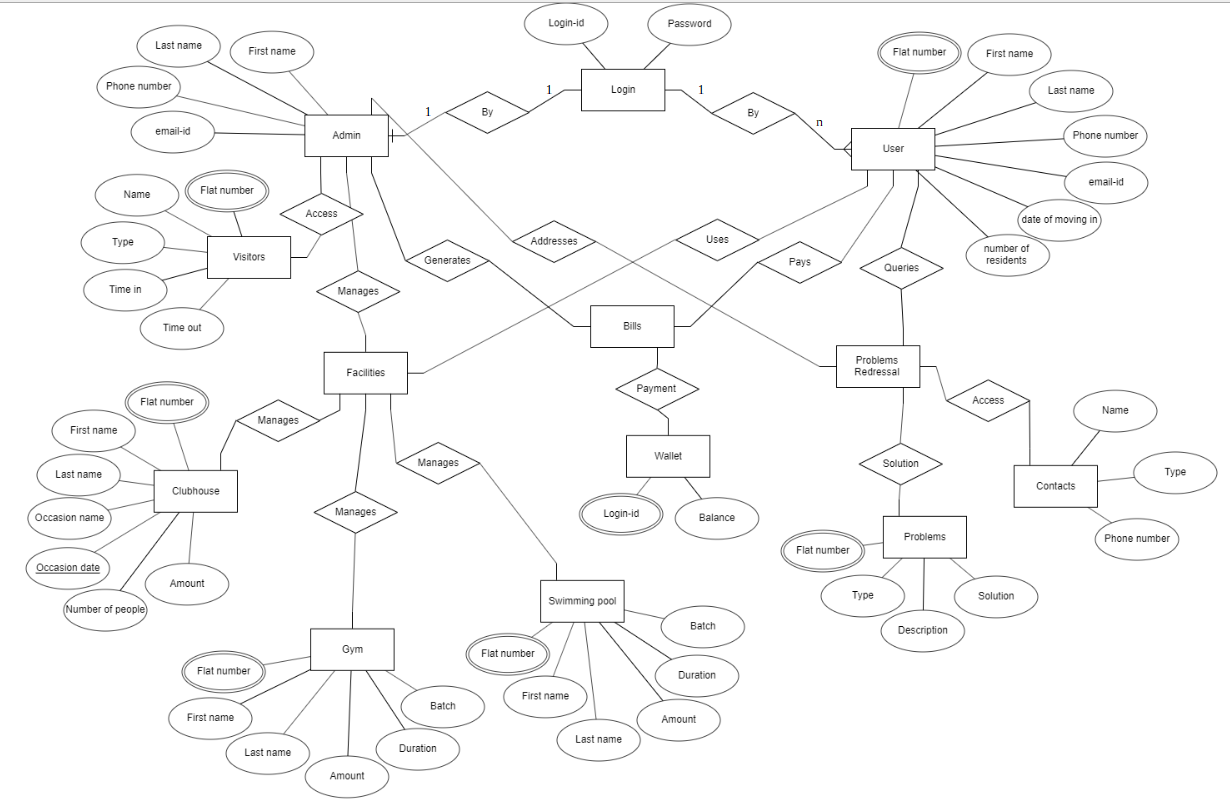 Login-id
Password
Last name
First name
Flat number
First name
Phone number
Last name
Login
1
1
1
By
By
email-id
Admin
n
User
Phone number
Name
Flat number
Access
email-id
date of moving in
Type
Visitors
Addresses
Uses
number of
residents
Generates
Pays
Queries
Time in
Manages
Time out
Bills
Facilities
Problems
Redressal
Payment
Flat number
Manages
Access
Name
First name
Last name
Manages
Wallet
Solution
Type
Clubhouse
Contacts
Occasion name
Manages
Login-id
Balance
Problems
Phone number
Flat number
Occasion date
Amount
Number of people
Type
Solution
Description
Swimming pool
Batch
Gym
Flat number
Flat number
Duration
First name
First name
Batch
Amount
Last name
Duration
Last name
Amount